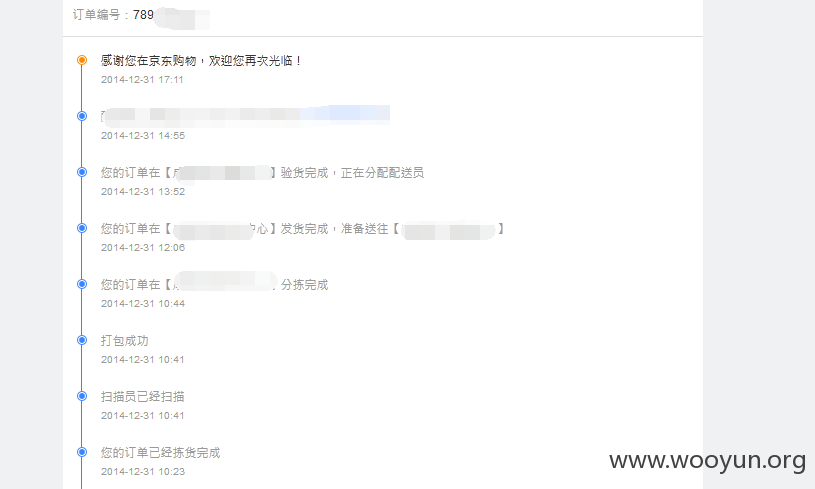 订单编号：789
感谢您在京东购物，欢迎您再次光临！
2014-12-31 17:11
2014-12-31 14:55
您的订单在【 】验货完成，正在分配配送员
2014-12-31 13:52
您的订单在【 中心】发货完成，准备送往【 】
2014-12-31 12:06
您的订单在【 分拣完成
2014-12-31 10:44
打包成功
2014-12-31 10:41
扫描员已经扫描
2014-12-31 10:41
您的订单已经拣货完成
2014-12-31 10:23
www.wooyun.org